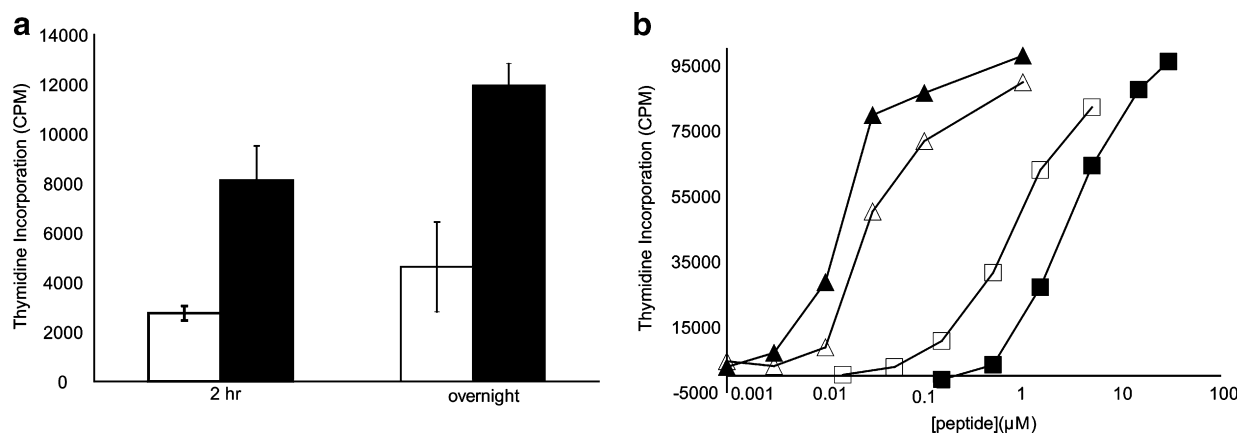 a
Thymidine Incorporation (CPM)
14000
12000
10000
8000
6000
4000
2000
0
2 hr
overnight
b
Thymidine Incorporation (CPM)
95000
75000
55000
35000
15000
-5000
0.001
0.01
0.1
1
10
100
[peptide](µM)